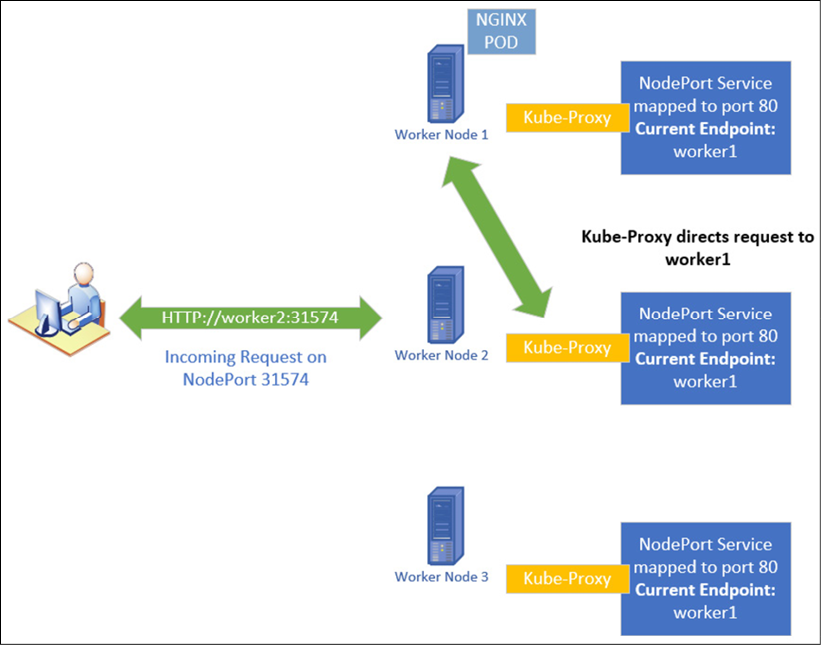 NGINX
POD
Worker Node 1
Kube-Proxy
NodePort Service
mapped to port 80
Current Endpoint:
worker1
Kube-Proxy directs request to
worker1
HTTP://worker2:31574
Incoming Request on
NodePort 31574
Worker Node 2
Kube-Proxy
NodePort Service
mapped to port 80
Current Endpoint:
worker1
Worker Node 3
Kube-Proxy
NodePort Service
mapped to port 80
Current Endpoint:
worker1